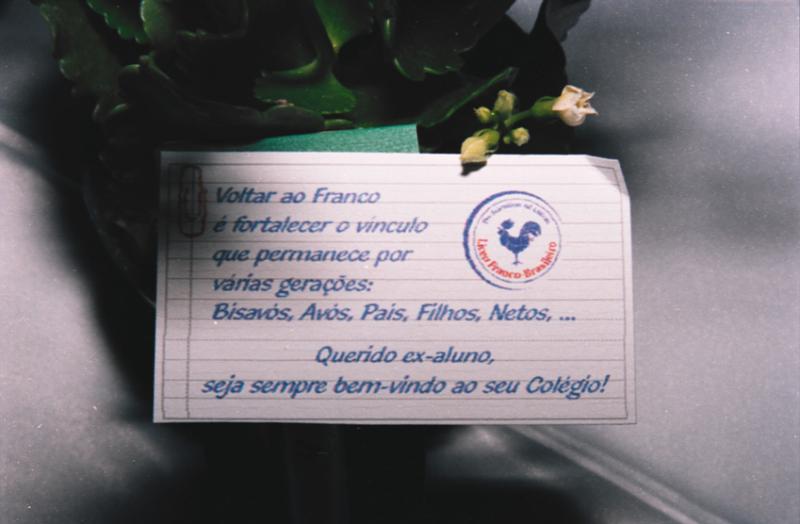 Voltar ao Franco
é fortalecer o vínculo
que permanece por
várias gerações:
Bisavós, Avós, Pais, Filhos, Netos, ...
Querido ex-aluno,
seja sempre bem-vindo ao seu Colégio!
Liceu Franco-Brasileiro